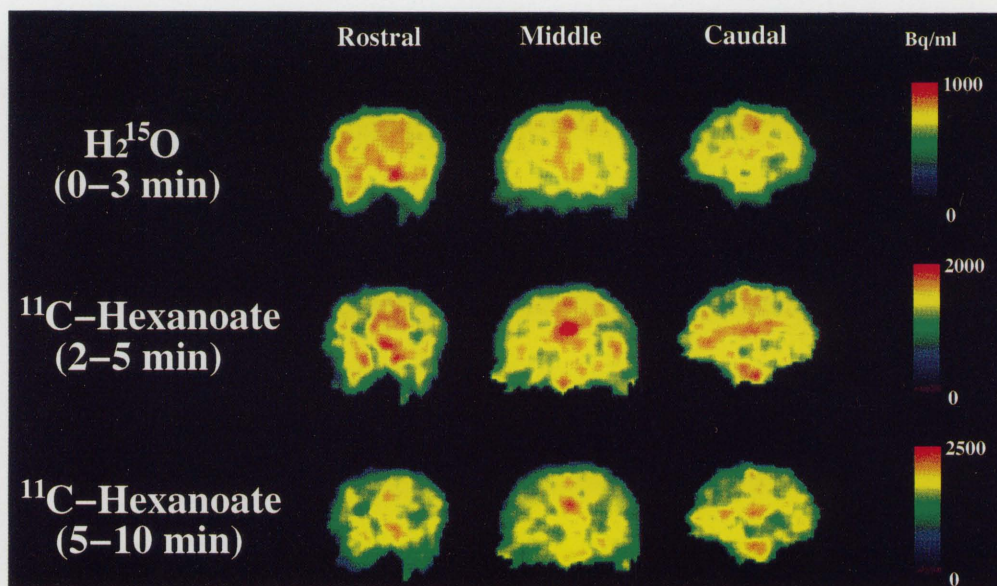 Rostral Middle Caudal Bq/ml
1000
H₂¹⁵O
(0–3 min)
0
2000
¹¹C–Hexanoate
(2–5 min)
0
2500
¹¹C–Hexanoate
(5–10 min)
0